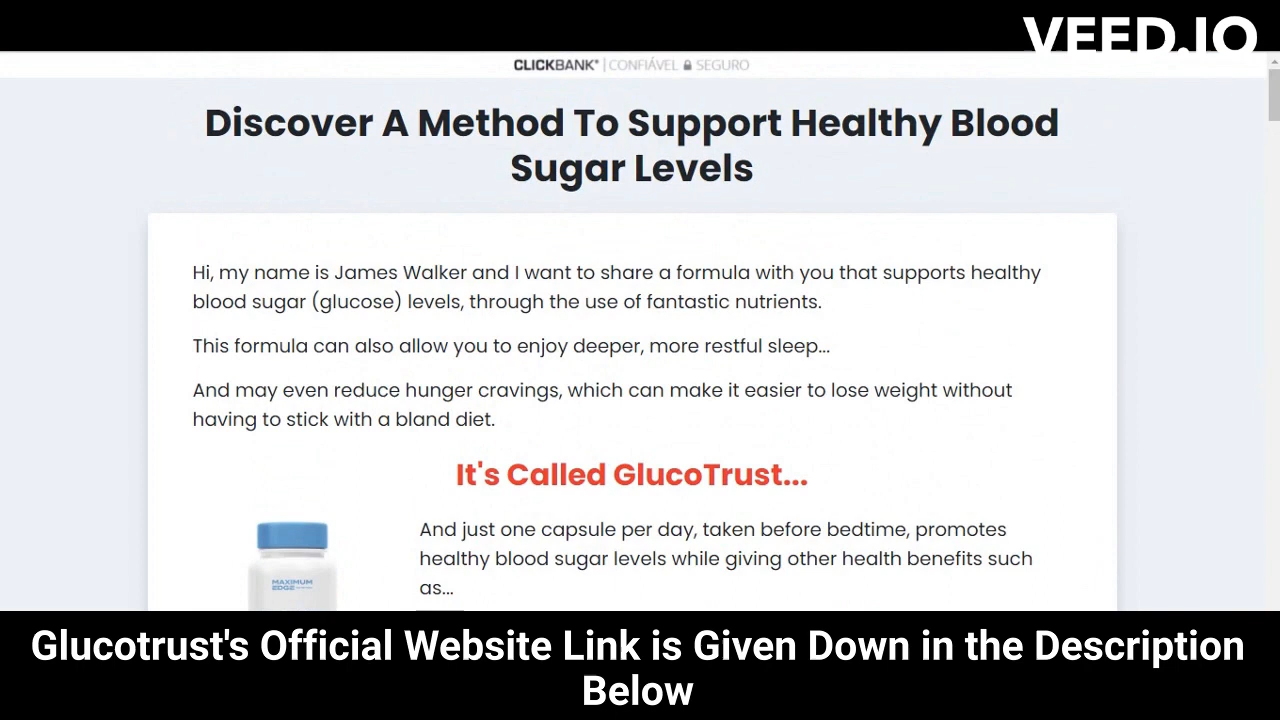 VEED.IO
CLICKBANK® | CONFIÁVEL SEGURO
Discover A Method To Support Healthy Blood
Sugar Levels
Hi, my name is James Walker and I want to share a formula with you that supports healthy
blood sugar (glucose) levels, through the use of fantastic nutrients.
This formula can also allow you to enjoy deeper, more restful sleep...
And may even reduce hunger cravings, which can make it easier to lose weight without
having to stick with a bland diet.
It's Called GlucoTrust...
And just one capsule per day, taken before bedtime, promotes
healthy blood sugar levels while giving other health benefits such
as...
MAXIMUM
EDGE
Glucotrust's Official Website Link is Given Down in the Description
Below